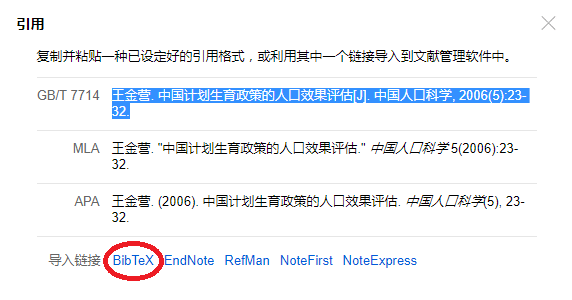 引用
复制并粘贴一种已设定好的引用格式，或利用其中一个链接导入到文献管理软件中。
GB/T 7714 王金营. 中国计划生育政策的人口效果评估[J]. 中国人口科学, 2006(5):23-
32.
MLA 王金营. "中国计划生育政策的人口效果评估." 中国人口科学 5(2006):23-
32.
APA 王金营. (2006). 中国计划生育政策的人口效果评估. 中国人口科学(5), 23-
32.
导入链接 BibTeX EndNote RefMan NoteFirst NoteExpress